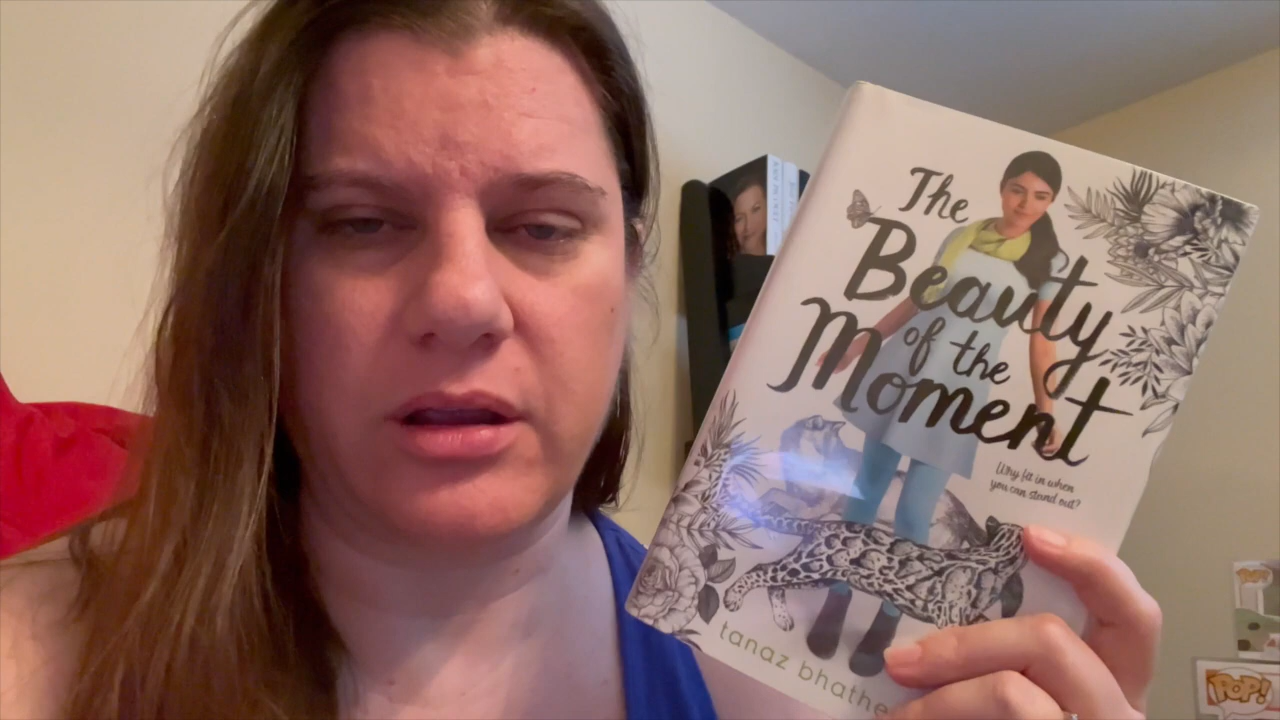 The
Beauty
of the
Moment
Why fit in when
you can stand out?
tanaz bhathe
POP!